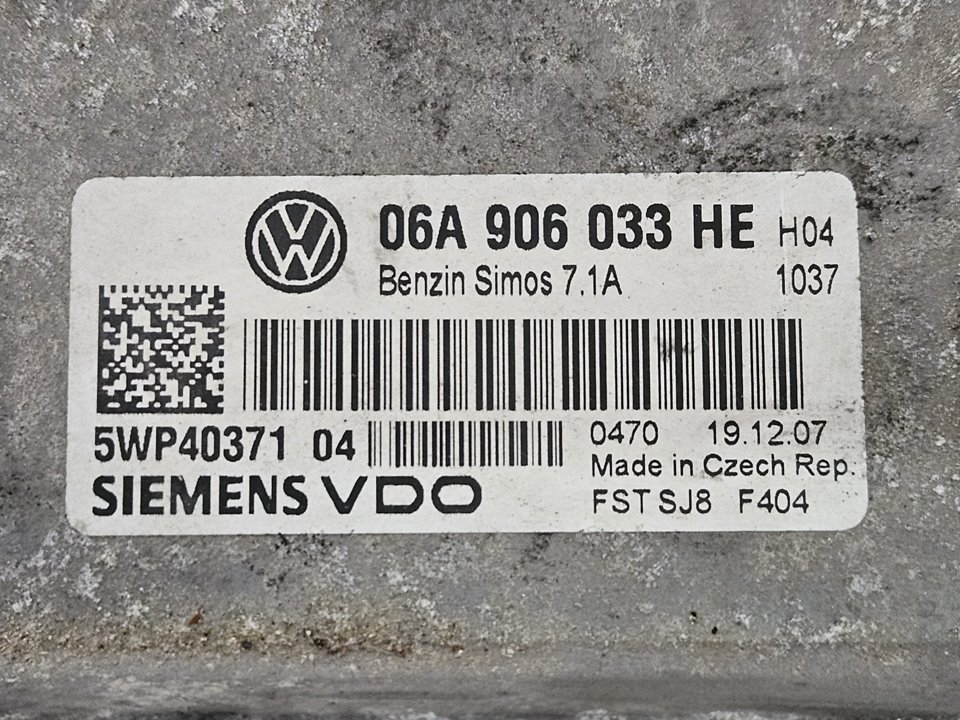 06A 906 033 HE H04
Benzin Simos 7.1A 1037
5WP40371 04 0470 19.12.07
Made in Czech Rep.
SIEMENS VDO FST SJ8 F404